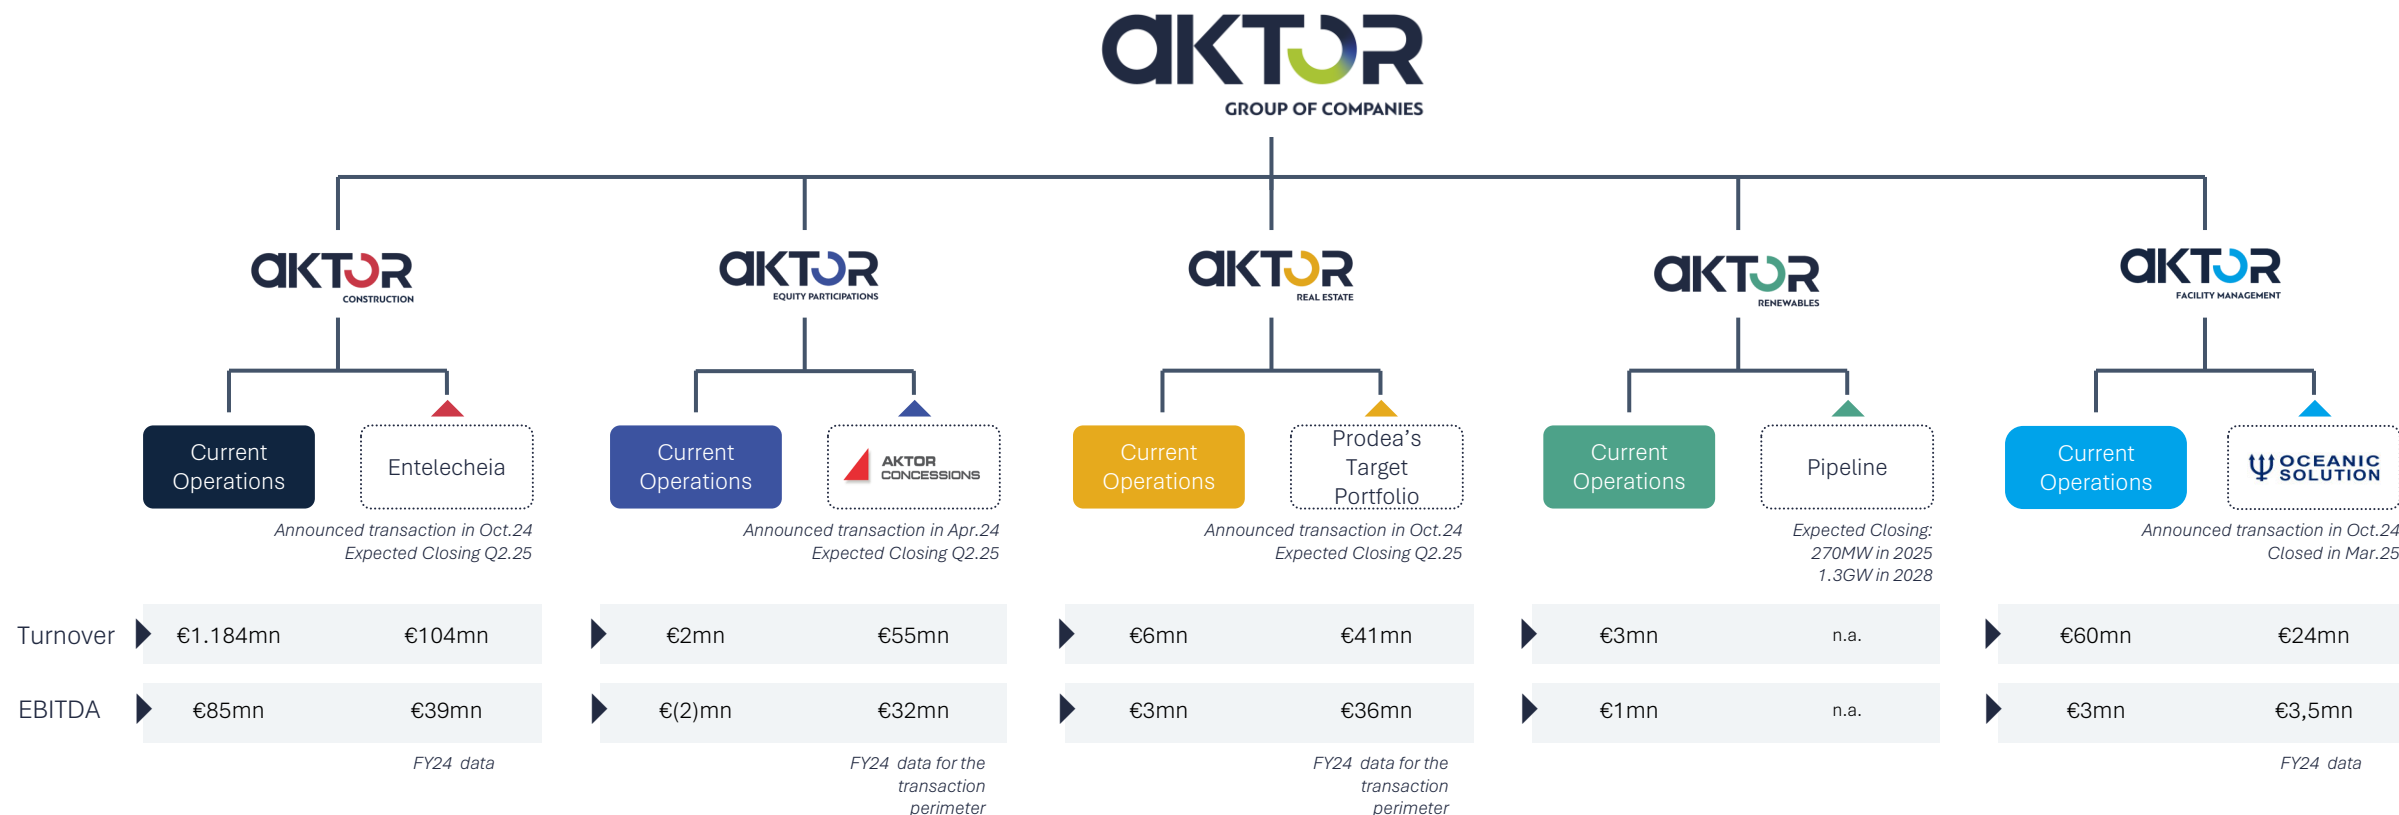 AKTOR
GROUP OF COMPANIES
AKTOR
CONSTRUCTION
AKTOR
EQUITY PARTICIPATIONS
AKTOR
REAL ESTATE
AKTOR
RENEWABLES
AKTOR
FACILITY MANAGEMENT
Current
Operations
Entelecheia
Current
Operations
AKTOR
CONCESSIONS
Current
Operations
Prodea's
Target
Portfolio
Current
Operations
Pipeline
Current
Operations
OCEANIC
SOLUTION
Announced transaction in Oct.24
Expected Closing Q2.25
Announced transaction in Apr.24
Expected Closing Q2.25
Announced transaction in Oct.24
Expected Closing Q2.25
Expected Closing:
270MW in 2025
1.3GW in 2028
Announced transaction in Oct.24
Closed in Mar.25
Turnover €1.184mn €104mn €2mn €55mn €6mn €41mn €3mn n.a. €60mn €24mn
EBITDA €85mn €39mn €(2)mn €32mn €3mn €36mn €1mn n.a. €3mn €3,5mn
FY24 data
FY24 data for the
transaction
perimeter
FY24 data for the
transaction
perimeter
FY24 data